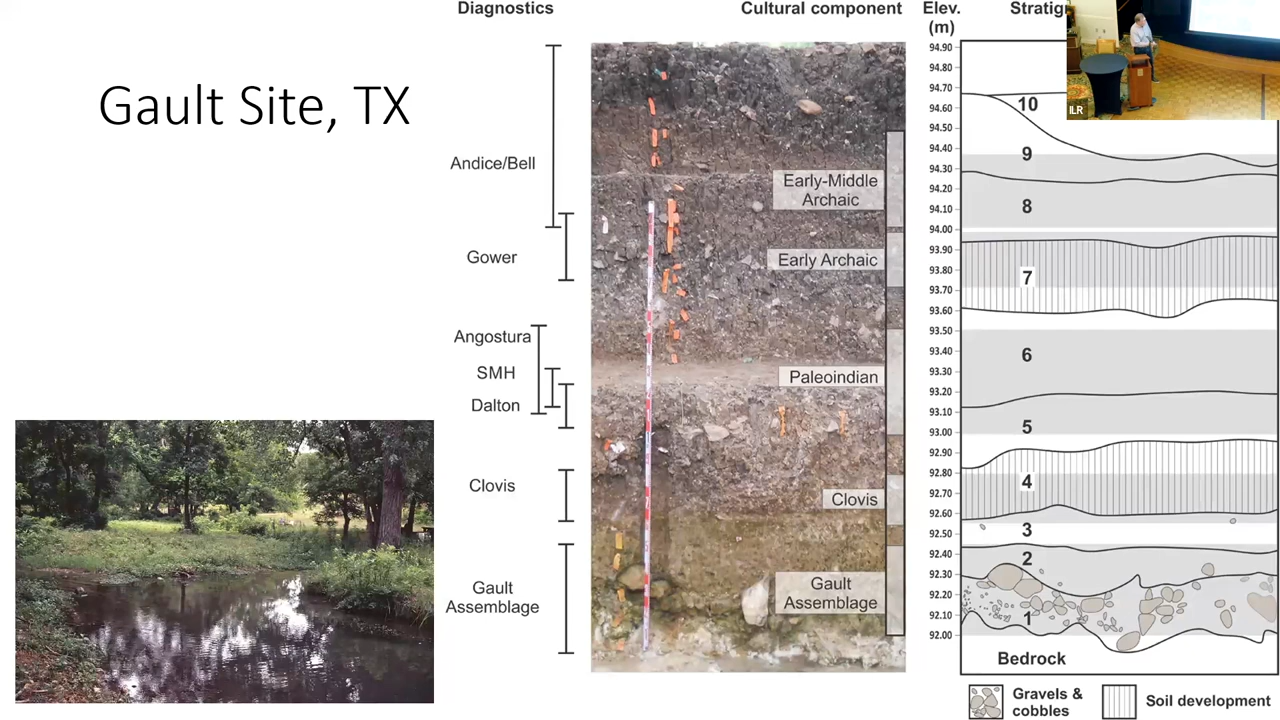 Diagnostics
Cultural component
Elev.
(m)
Gault Site, TX
Andice/Bell
Gower
Angostura
SMH
Dalton
Clovis
Gault
Assemblage
Early-Middle
Archaic
Early Archaic
Paleoindian
Clovis
Gault
Assemblage
94.90
94.80
94.70
94.60
94.50
94.40
94.30
94.20
94.10
94.00
93.90
93.80
93.70
93.60
93.50
93.40
93.30
93.20
93.10
93.00
92.90
92.80
92.70
92.60
92.50
92.40
92.30
92.20
92.10
92.00
10
9
8
7
6
5
4
3
2
1
Bedrock
Gravels &
cobbles
Soil development
ILR